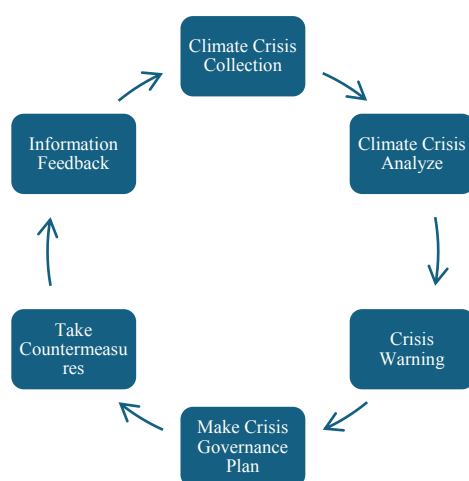 Climate Crisis
Collection
Climate Crisis
Analyze
Crisis
Warning
Make Crisis
Governance
Plan
Take
Countermeasu
res
Information
Feedback